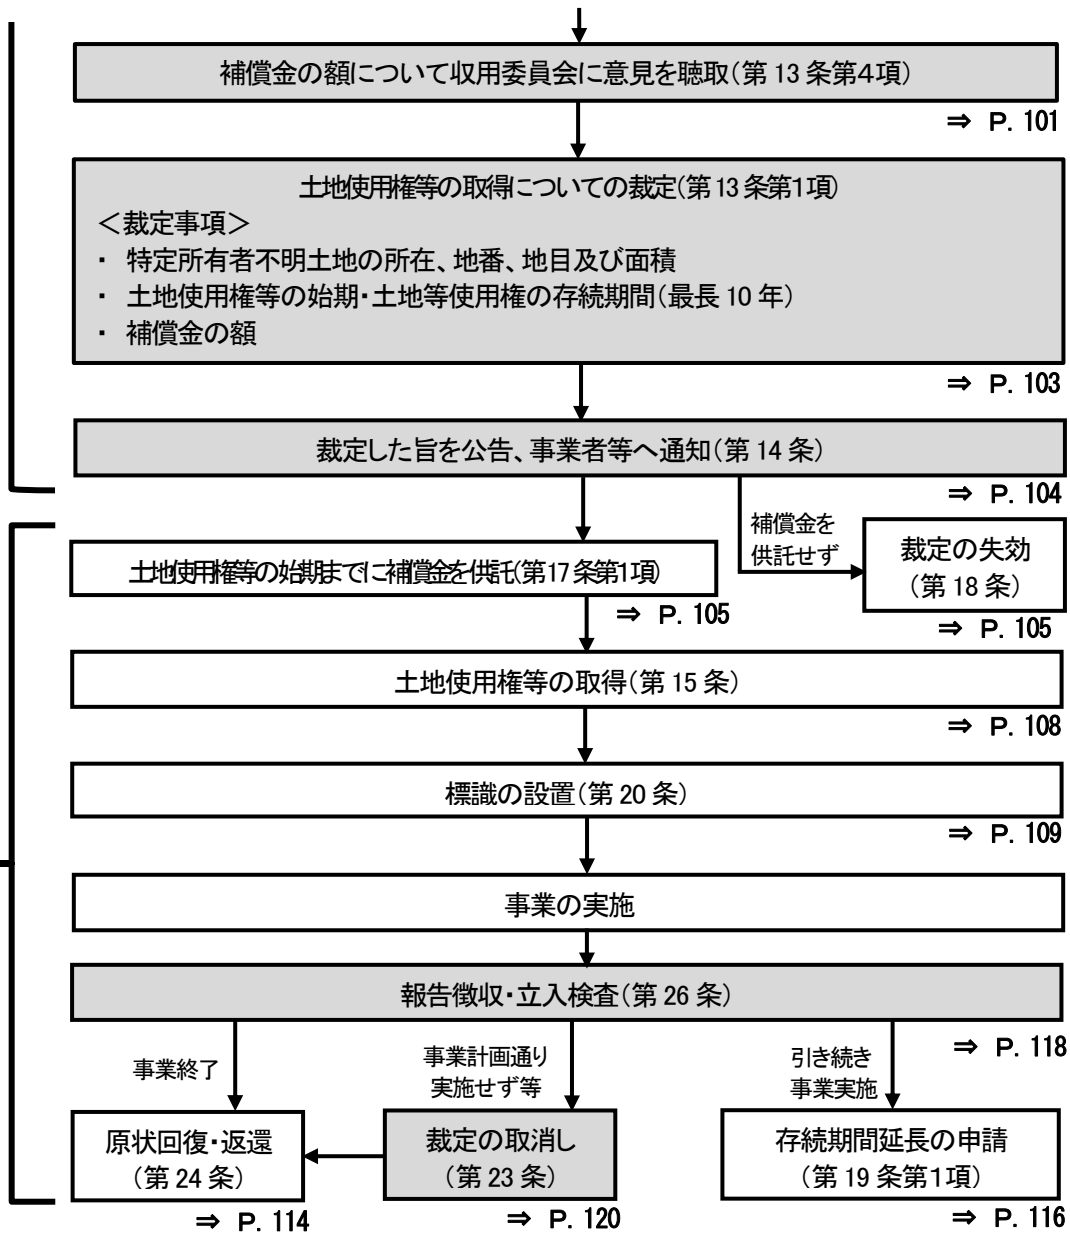 補償金の額について収用委員会に意見を聴取(第13条第4項)
⇒ P. 101
土地使用権等の取得についての裁定(第13条第1項)
＜裁定事項＞
・ 特定所有者不明土地の所在、地番、地目及び面積
・ 土地使用権等の始期・土地等使用権の存続期間(最長10年)
・ 補償金の額
⇒ P. 103
裁定した旨を公告、事業者等へ通知(第14条)
⇒ P. 104
補償金を
供託せず
裁定の失効
(第18条)
⇒ P. 105
土地使用権等の始期までに補償金を供託(第17条第1項)
⇒ P. 105
土地使用権等の取得(第15条)
⇒ P. 108
標識の設置(第20条)
⇒ P. 109
事業の実施
報告徴収・立入検査(第26条)
⇒ P. 118
事業終了
事業計画通り
実施せず等
引き続き
事業実施
原状回復・返還
(第24条)
⇒ P. 114
裁定の取消し
(第23条)
⇒ P. 120
存続期間延長の申請
(第19条第1項)
⇒ P. 116